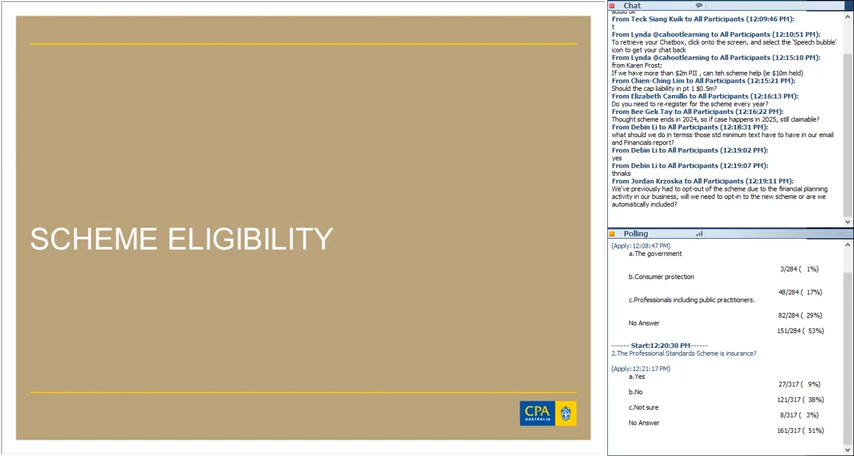 SCHEME ELIGIBILITY
CPA
AUSTRALIA
Chat
audio ok
From Teck Siang Kuik to All Participants (12:09:46 PM):
t
From Lynda @cahootlearning to All Participants (12:10:51 PM):
To retrieve your Chatbox, click onto the screen, and select the 'Speech bubble'
icon to get your chat back
From Lynda @cahootlearning to All Participants (12:15:10 PM):
from Karen Frost:
If we have more than $2m PII , can teh scheme help (ie $10m held)
From Chien-Ching Lim to All Participants (12:15:21 PM):
Should the cap liability in pt 1 $0.5m?
From Elizabeth Camillo to All Participants (12:16:13 PM):
Do you need to re-register for the scheme every year?
From Bee Gek Tay to All Participants (12:16:22 PM):
Thought scheme ends in 2024, so if case happens in 2025, still claimable?
From Debin Li to All Participants (12:18:31 PM):
what should we do in termss those std minimum text have to have in our email
and Financials report?
From Debin Li to All Participants (12:19:02 PM):
yes
From Debin Li to All Participants (12:19:07 PM):
thnaks
From Jordan Krzoska to All Participants (12:19:11 PM):
We've previously had to opt-out of the scheme due to the financial planning
activity in our business, will we need to opt-in to the new scheme or are we
automatically included?
Polling
(Apply:12:08:47 PM)
a.The government
3/284 ( 1%)
b.Consumer protection
48/284 ( 17%)
c.Professionals including public practitioners.
82/284 ( 29%)
No Answer
151/284 ( 53%)
------ Start:12:20:30 PM------
2.The Professional Standards Scheme is insurance?
(Apply:12:21:17 PM)
a.Yes
27/317 ( 9%)
b.No
121/317 ( 38%)
c.Not sure
8/317 ( 3%)
No Answer
161/317 ( 51%)